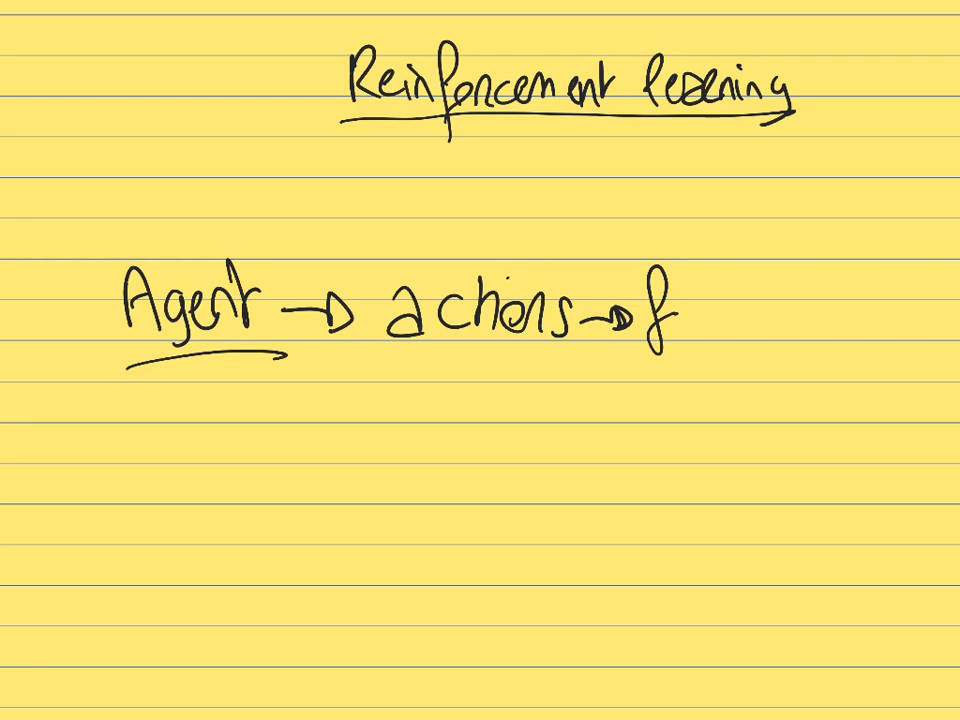 Reinforcement learning
Agent → actions → f